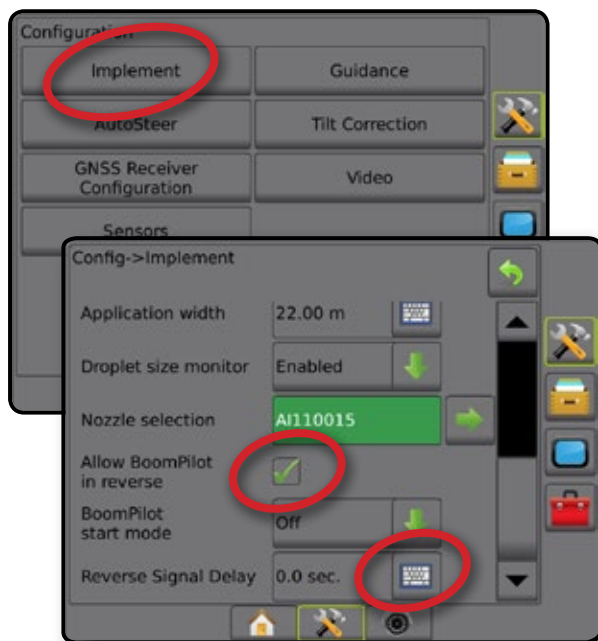 Configuration
Implement
Guidance
AutoSteer
Tilt Correction
GNSS Receiver
Configuration
Video
Sensors
Config->Implement
Application width
22.00 m
Droplet size monitor
Enabled
Nozzle selection
AI110015
Allow BoomPilot
in reverse
BoomPilot
start mode
Off
Reverse Signal Delay
0.0 sec.